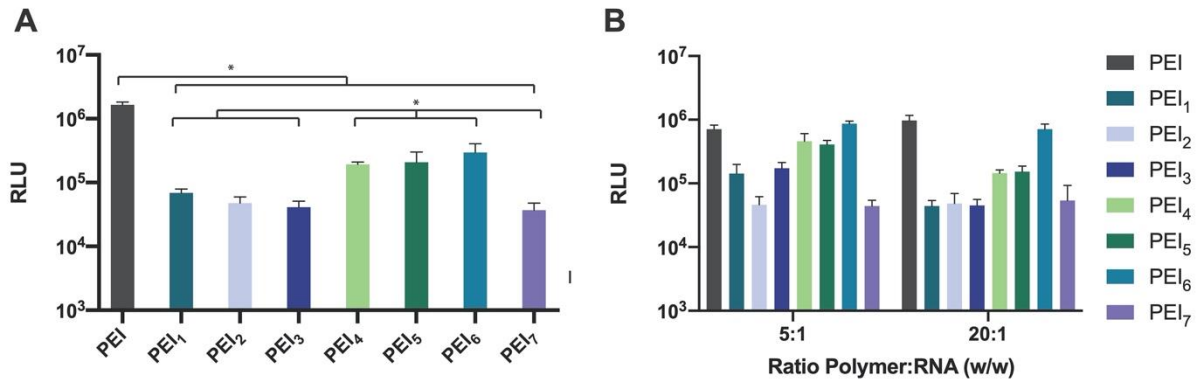 A
10⁷
10⁶
10⁵
10⁴
10³
RLU
*
*
PEI
PEI₁
PEI₂
PEI₃
PEI₄
PEI₅
PEI₆
PEI₇
B
10⁷
10⁶
10⁵
10⁴
10³
RLU
5:1
20:1
Ratio Polymer:RNA (w/w)
PEI
PEI₁
PEI₂
PEI₃
PEI₄
PEI₅
PEI₆
PEI₇